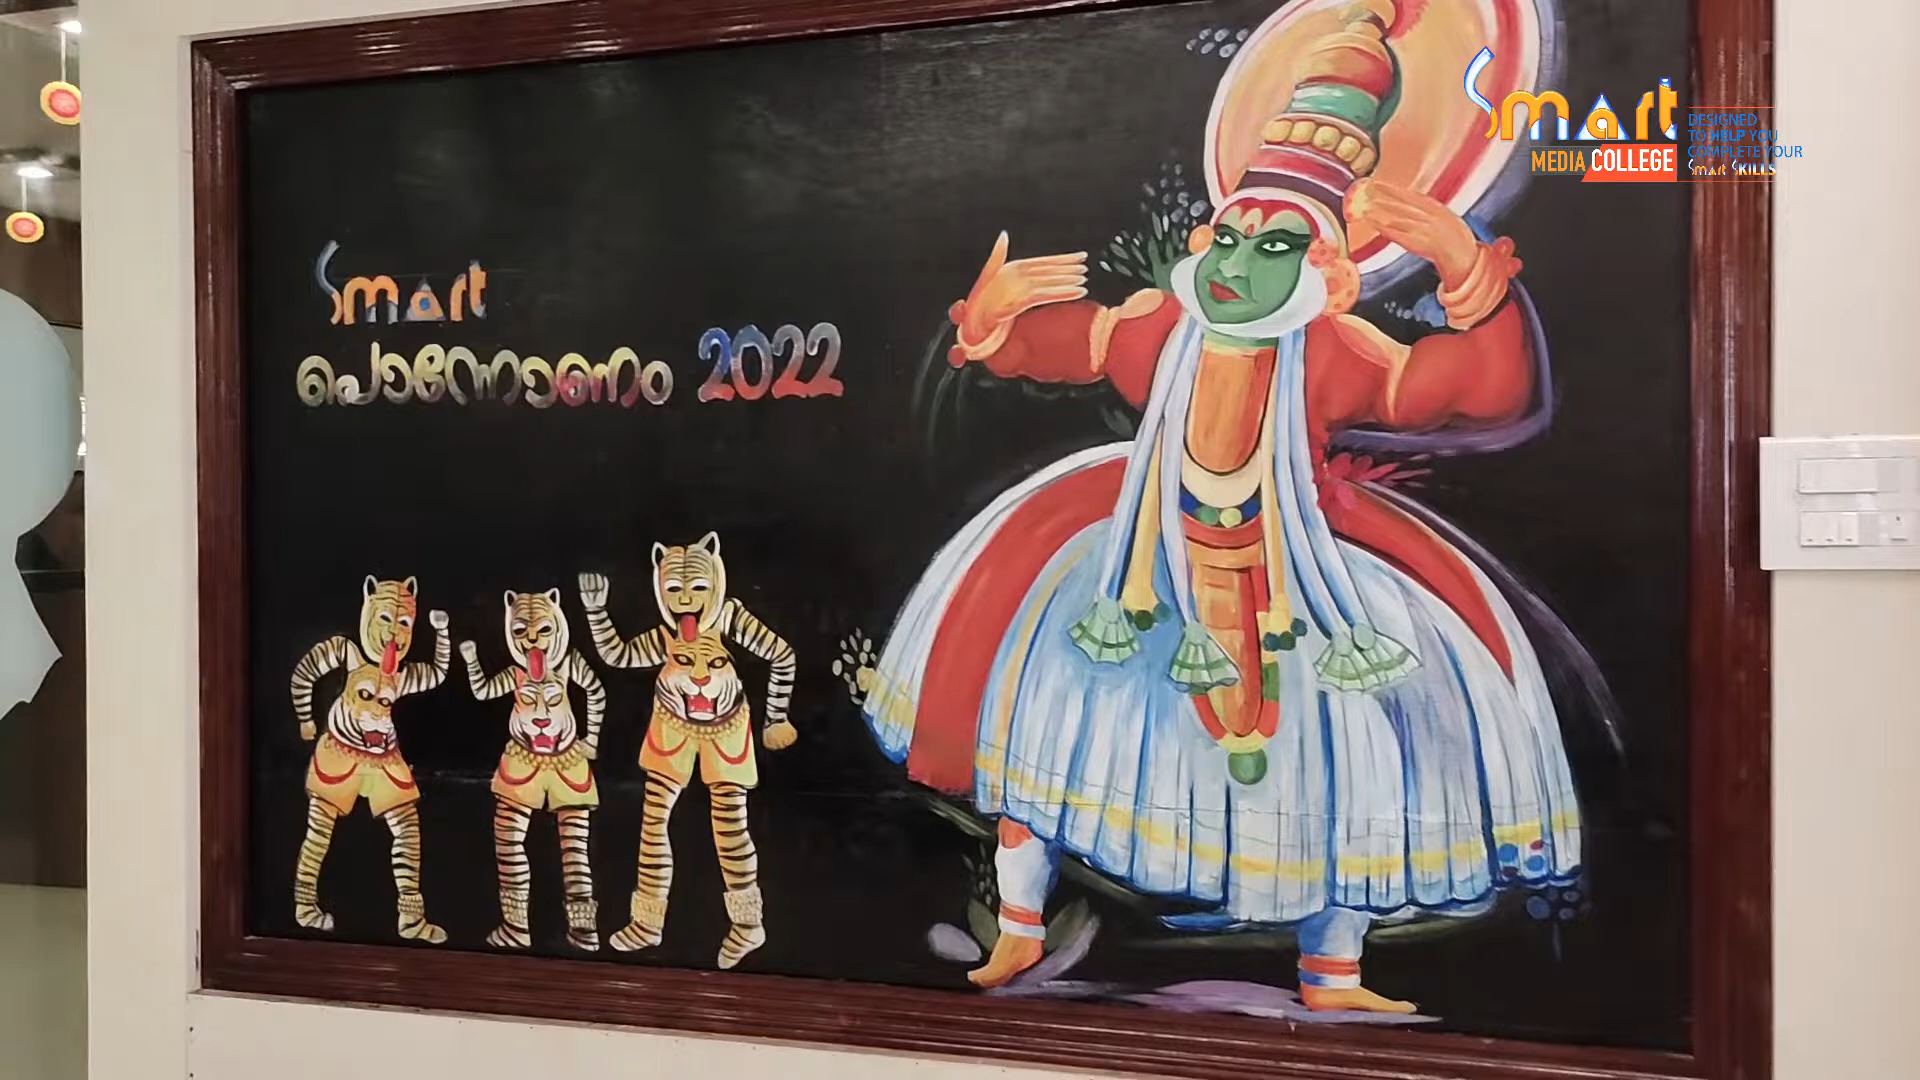 Smart
പൊന്നോണം 2022
Smart
MEDIA COLLEGE
DESIGNED
TO HELP YOU
COMPLETE YOUR
Smart SKILLS